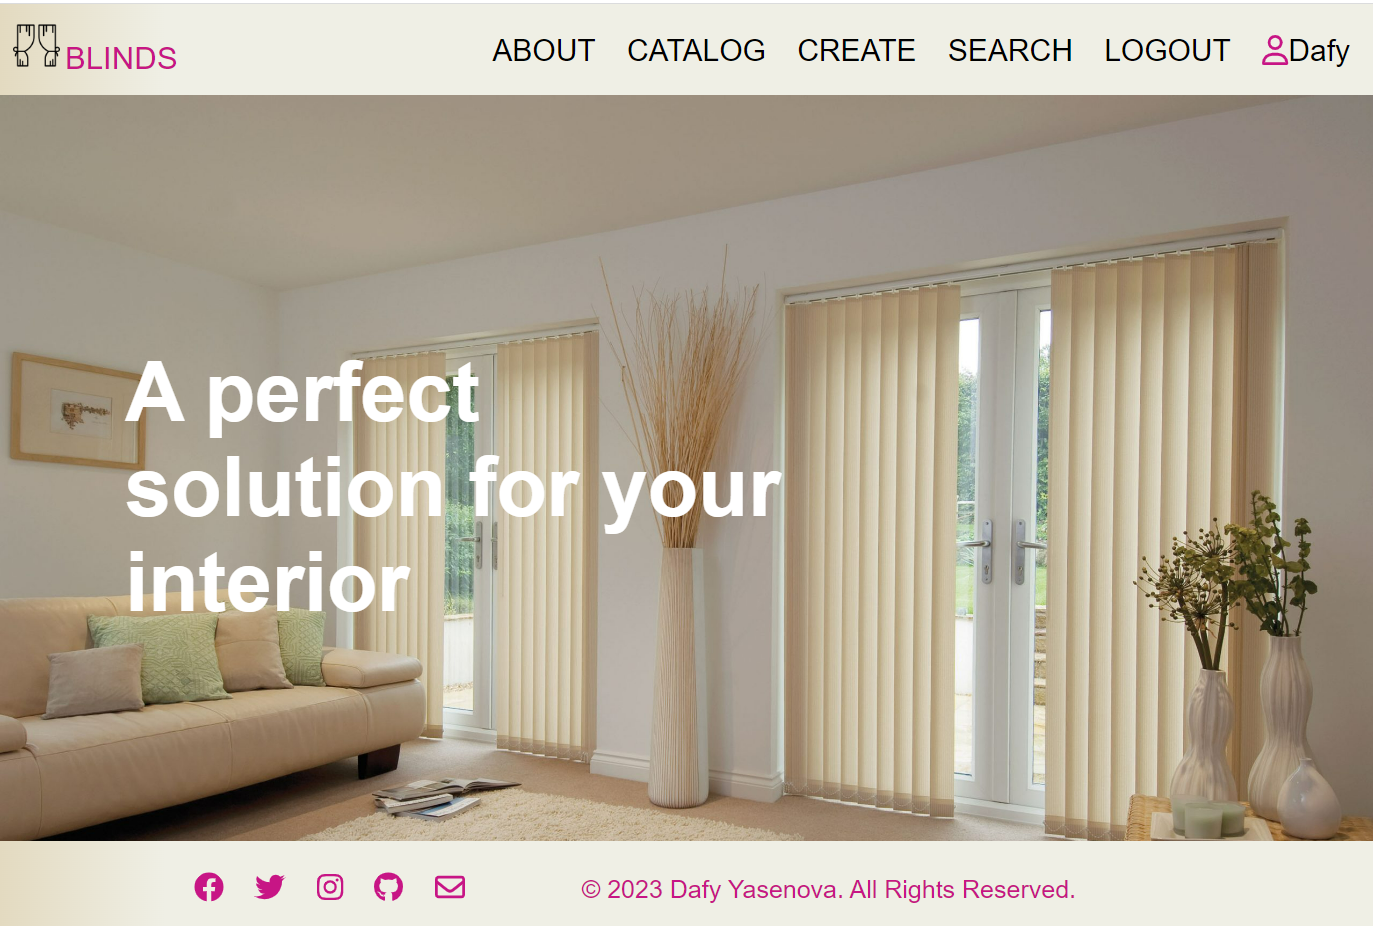 BLINDS
ABOUT CATALOG CREATE SEARCH LOGOUT Dafy
A perfect
solution for your
interior
© 2023 Dafy Yasenova. All Rights Reserved.